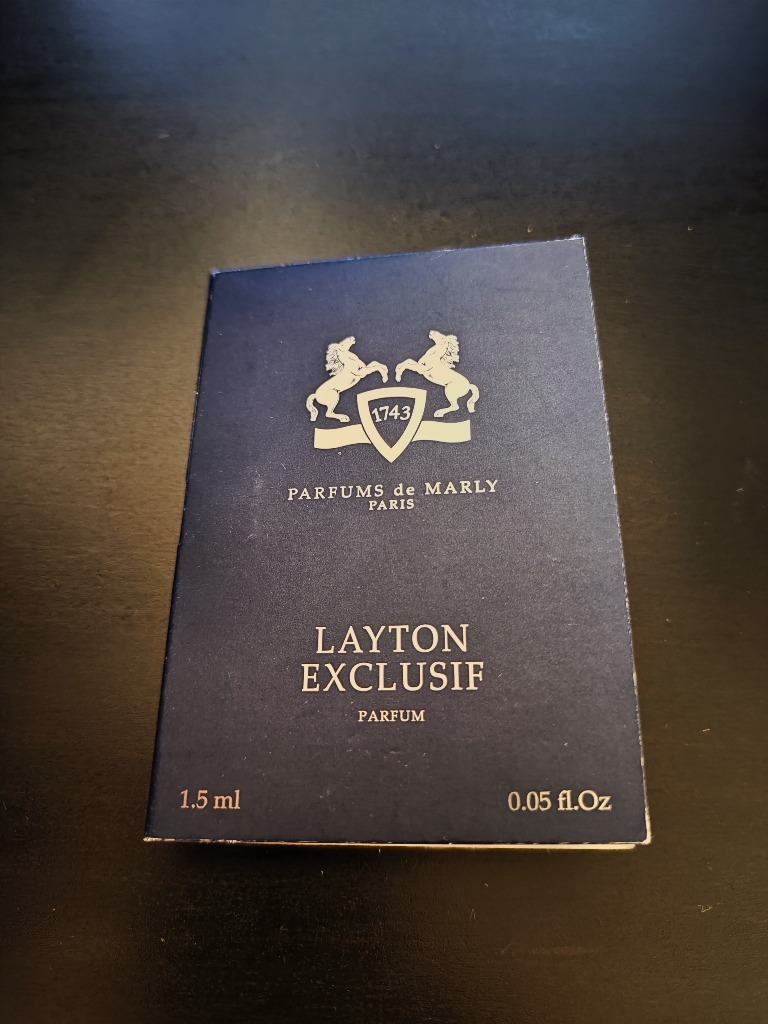 1743
PARFUMS de MARLY
PARIS
LAYTON
EXCLUSIF
PARFUM
1.5 ml 0.05 fl.Oz